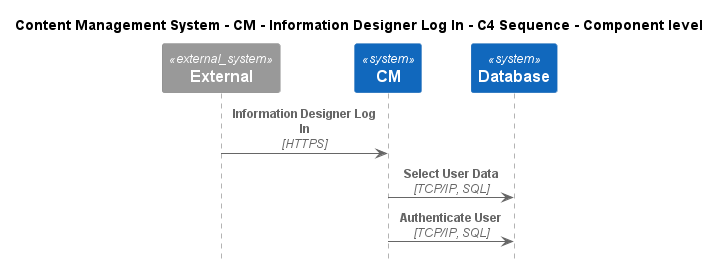 Content Management System - CM - Information Designer Log In - C4 Sequence - Component level
«external_system» «system» «system»
External CM Database
Information Designer Log
In
[HTTPS]
Select User Data
[TCP/IP, SQL]
Authenticate User
[TCP/IP, SQL]